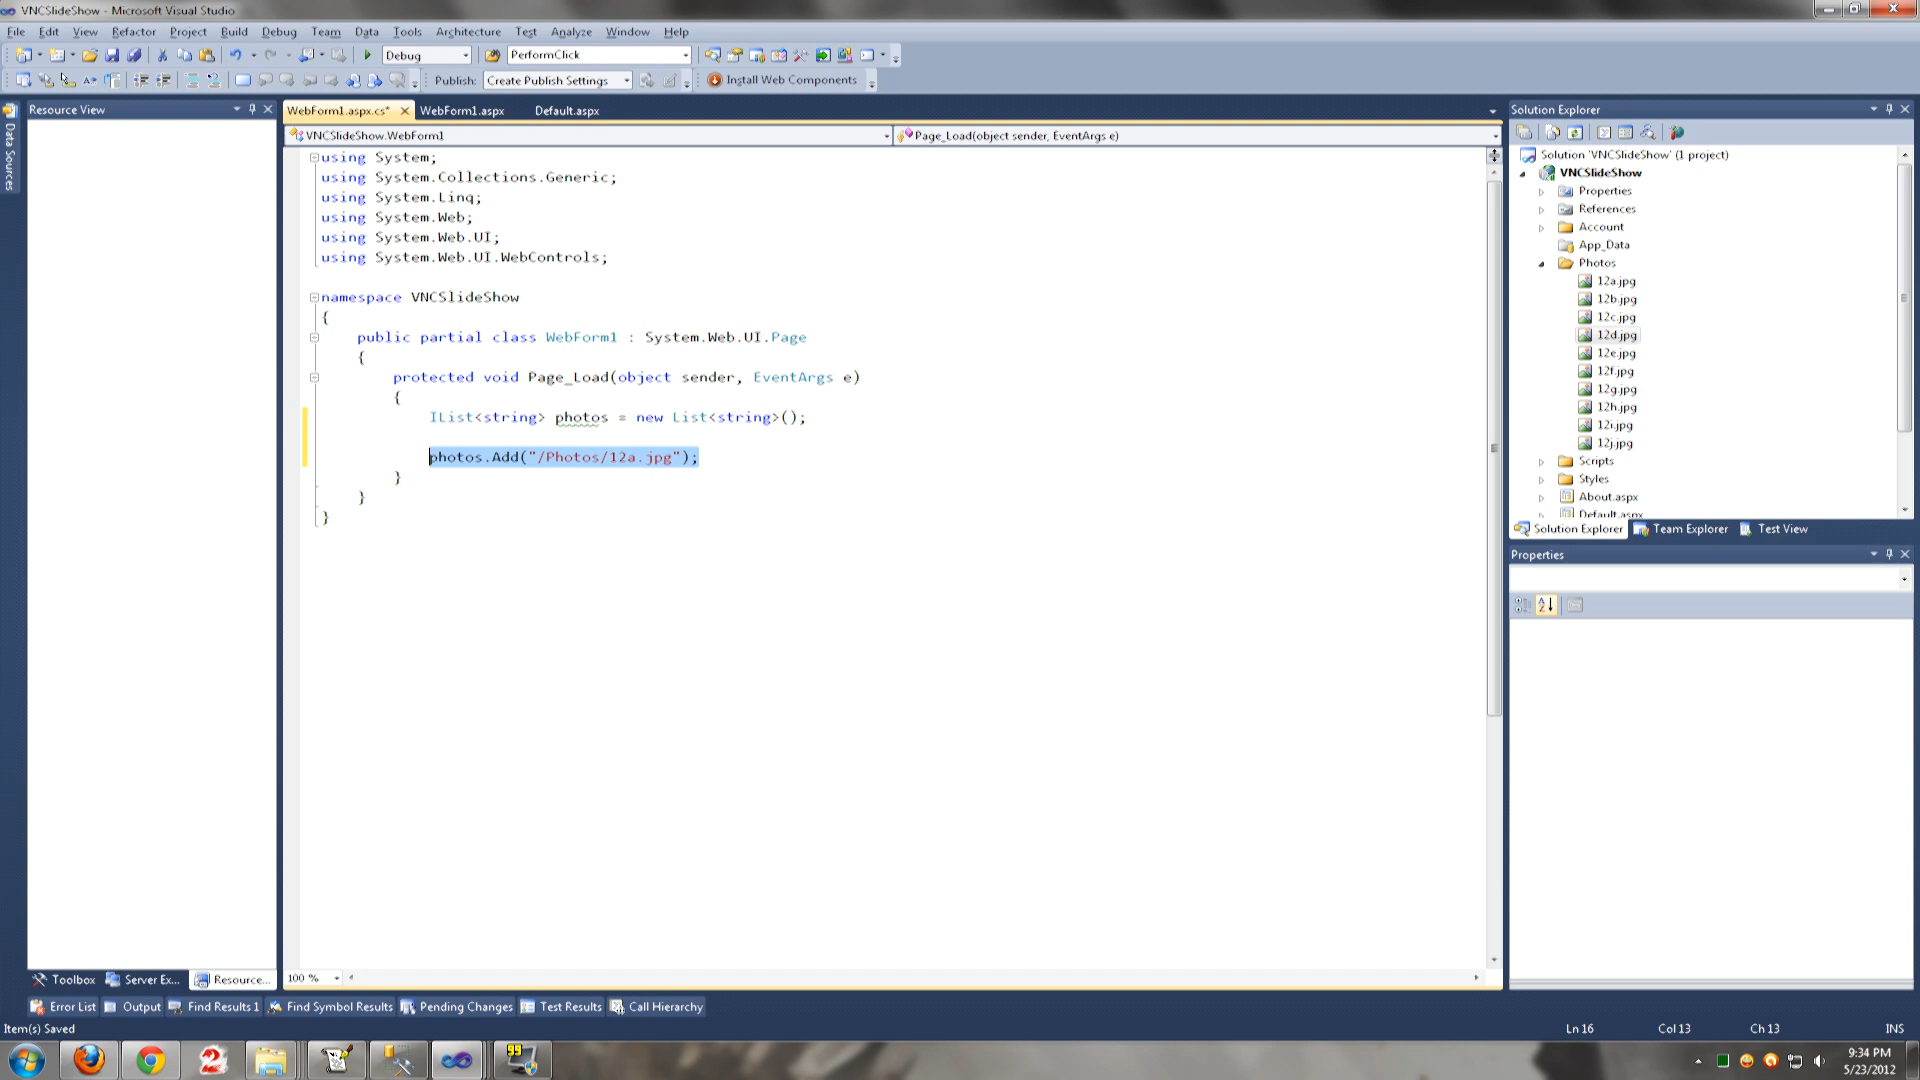 VNCSlideShow - Microsoft Visual Studio
File Edit View Refactor Project Build Debug Team Data Tools Architecture Test Analyze Window Help
Debug PerformClick
Publish: Create Publish Settings Install Web Components
Data Sources
Resource View
WebForm1.aspx.cs* WebForm1.aspx Default.aspx
VNCSlideShow.WebForm1 Page_Load(object sender, EventArgs e)
using System;
using System.Collections.Generic;
using System.Linq;
using System.Web;
using System.Web.UI;
using System.Web.UI.WebControls;
namespace VNCSlideShow
{
public partial class WebForm1 : System.Web.UI.Page
{
protected void Page_Load(object sender, EventArgs e)
{
IList<string> photos = new List<string>();
photos.Add("/Photos/12a.jpg");
}
}
}
100 %
Solution Explorer
Solution 'VNCSlideShow' (1 project)
VNCSlideShow
Properties
References
Account
App_Data
Photos
12a.jpg
12b.jpg
12c.jpg
12d.jpg
12e.jpg
12f.jpg
12g.jpg
12h.jpg
12i.jpg
12j.jpg
Scripts
Styles
About.aspx
Default.aspx
Solution Explorer Team Explorer Test View
Properties
Toolbox Server Ex... Resource...
Error List Output Find Results 1 Find Symbol Results Pending Changes Test Results Call Hierarchy
Item(s) Saved Ln 16 Col 13 Ch 13 INS
9:34 PM
5/23/2012